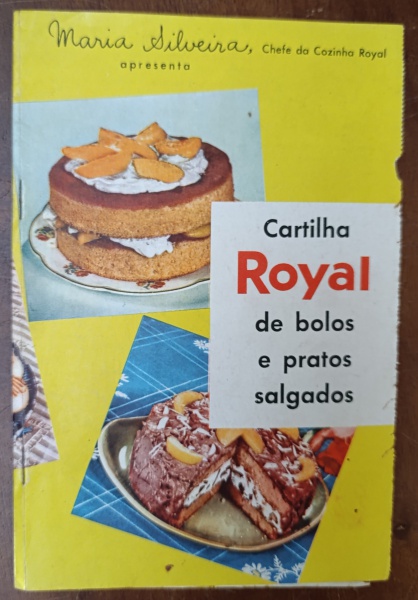 Maria Silveira, Chefe da Cozinha Royal
apresenta
Cartilha
Royal
de bolos
e pratos
salgados